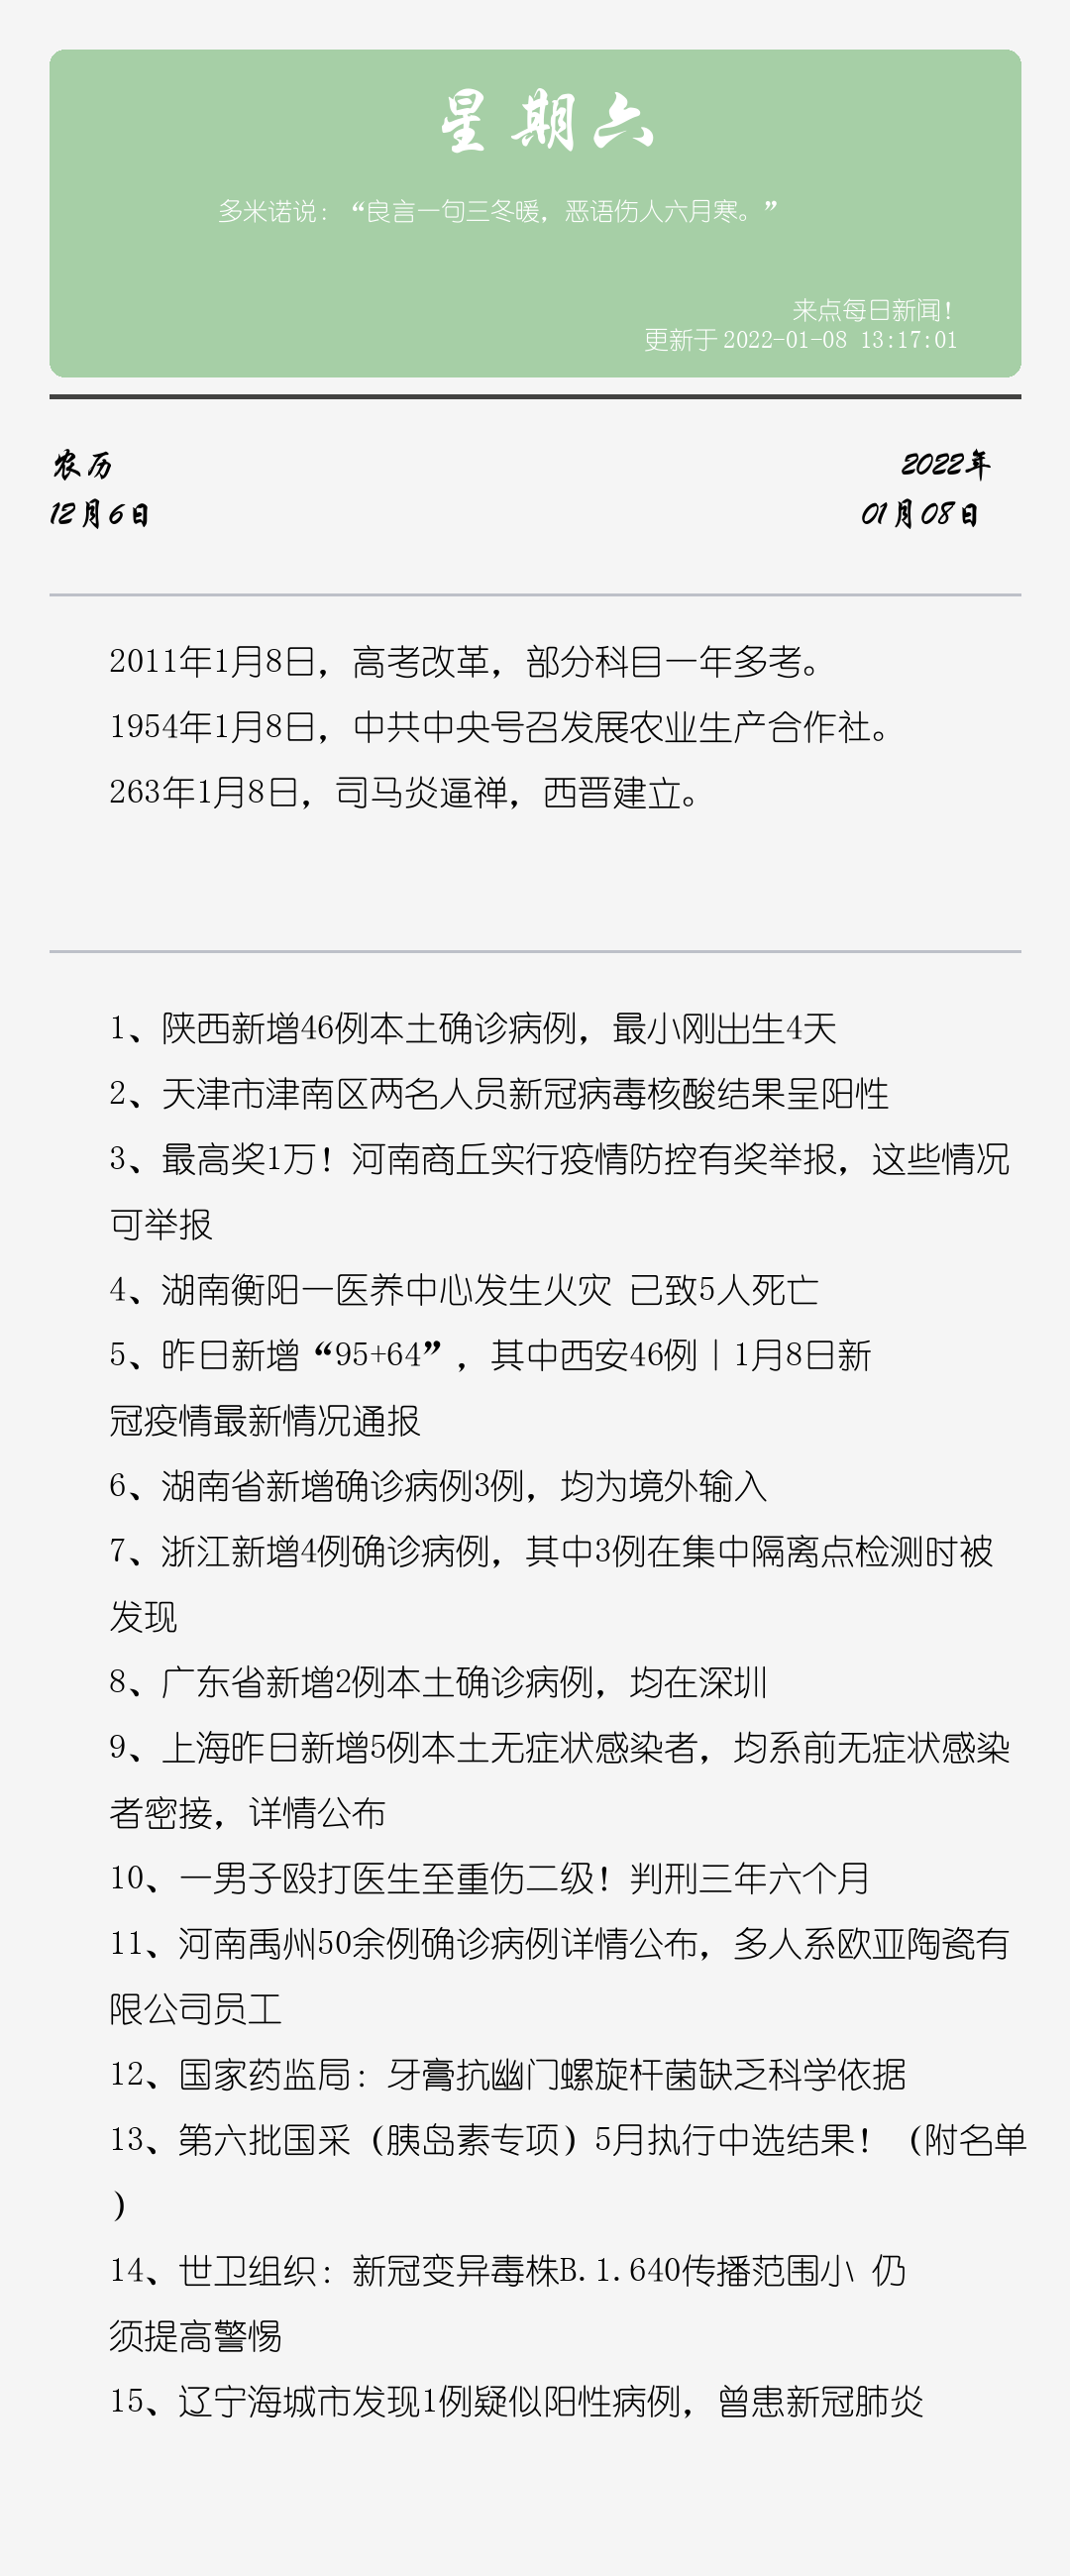 星期六
多米诺说：“良言一句三冬暖，恶语伤人六月寒。”
来点每日新闻！
更新于 2022-01-08 13:17:01
农历
12月6日
2022年
01月08日
2011年1月8日，高考改革，部分科目一年多考。
1954年1月8日，中共中央号召发展农业生产合作社。
263年1月8日，司马炎逼禅，西晋建立。
1、陕西新增46例本土确诊病例，最小刚出生4天
2、天津市津南区两名人员新冠病毒核酸结果呈阳性
3、最高奖1万！河南商丘实行疫情防控有奖举报，这些情况
可举报
4、湖南衡阳一医养中心发生火灾 已致5人死亡
5、昨日新增“95+64”，其中西安46例｜1月8日新
冠疫情最新情况通报
6、湖南省新增确诊病例3例，均为境外输入
7、浙江新增4例确诊病例，其中3例在集中隔离点检测时被
发现
8、广东省新增2例本土确诊病例，均在深圳
9、上海昨日新增5例本土无症状感染者，均系前无症状感染
者密接，详情公布
10、一男子殴打医生至重伤二级！判刑三年六个月
11、河南禹州50余例确诊病例详情公布，多人系欧亚陶瓷有
限公司员工
12、国家药监局：牙膏抗幽门螺旋杆菌缺乏科学依据
13、第六批国采（胰岛素专项）5月执行中选结果！（附名单
）
14、世卫组织：新冠变异毒株B.1.640传播范围小 仍
须提高警惕
15、辽宁海城市发现1例疑似阳性病例，曾患新冠肺炎